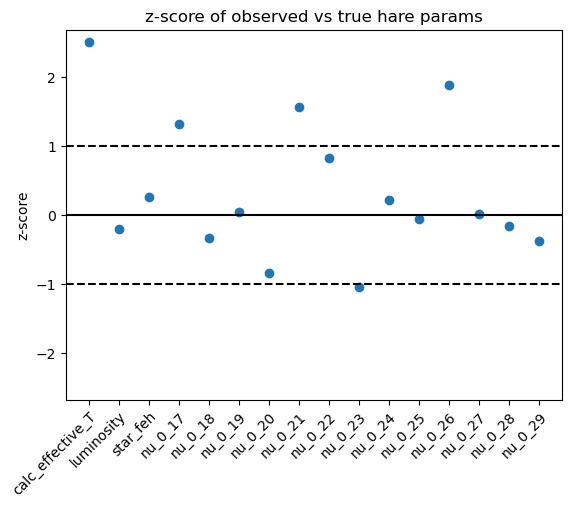 z-score of observed vs true hare params
z-score
2
1
0
−1
−2
calc_effective_T
luminosity
star_feh
nu_0_17
nu_0_18
nu_0_19
nu_0_20
nu_0_21
nu_0_22
nu_0_23
nu_0_24
nu_0_25
nu_0_26
nu_0_27
nu_0_28
nu_0_29